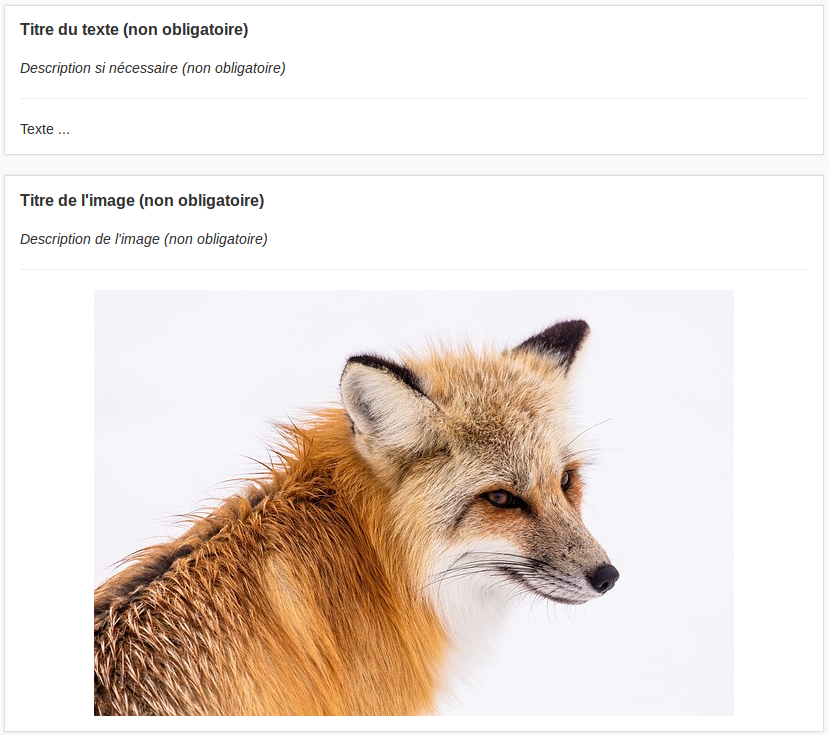 Titre du texte (non obligatoire)
Description si nécessaire (non obligatoire)
Texte ...
Titre de l'image (non obligatoire)
Description de l'image (non obligatoire)